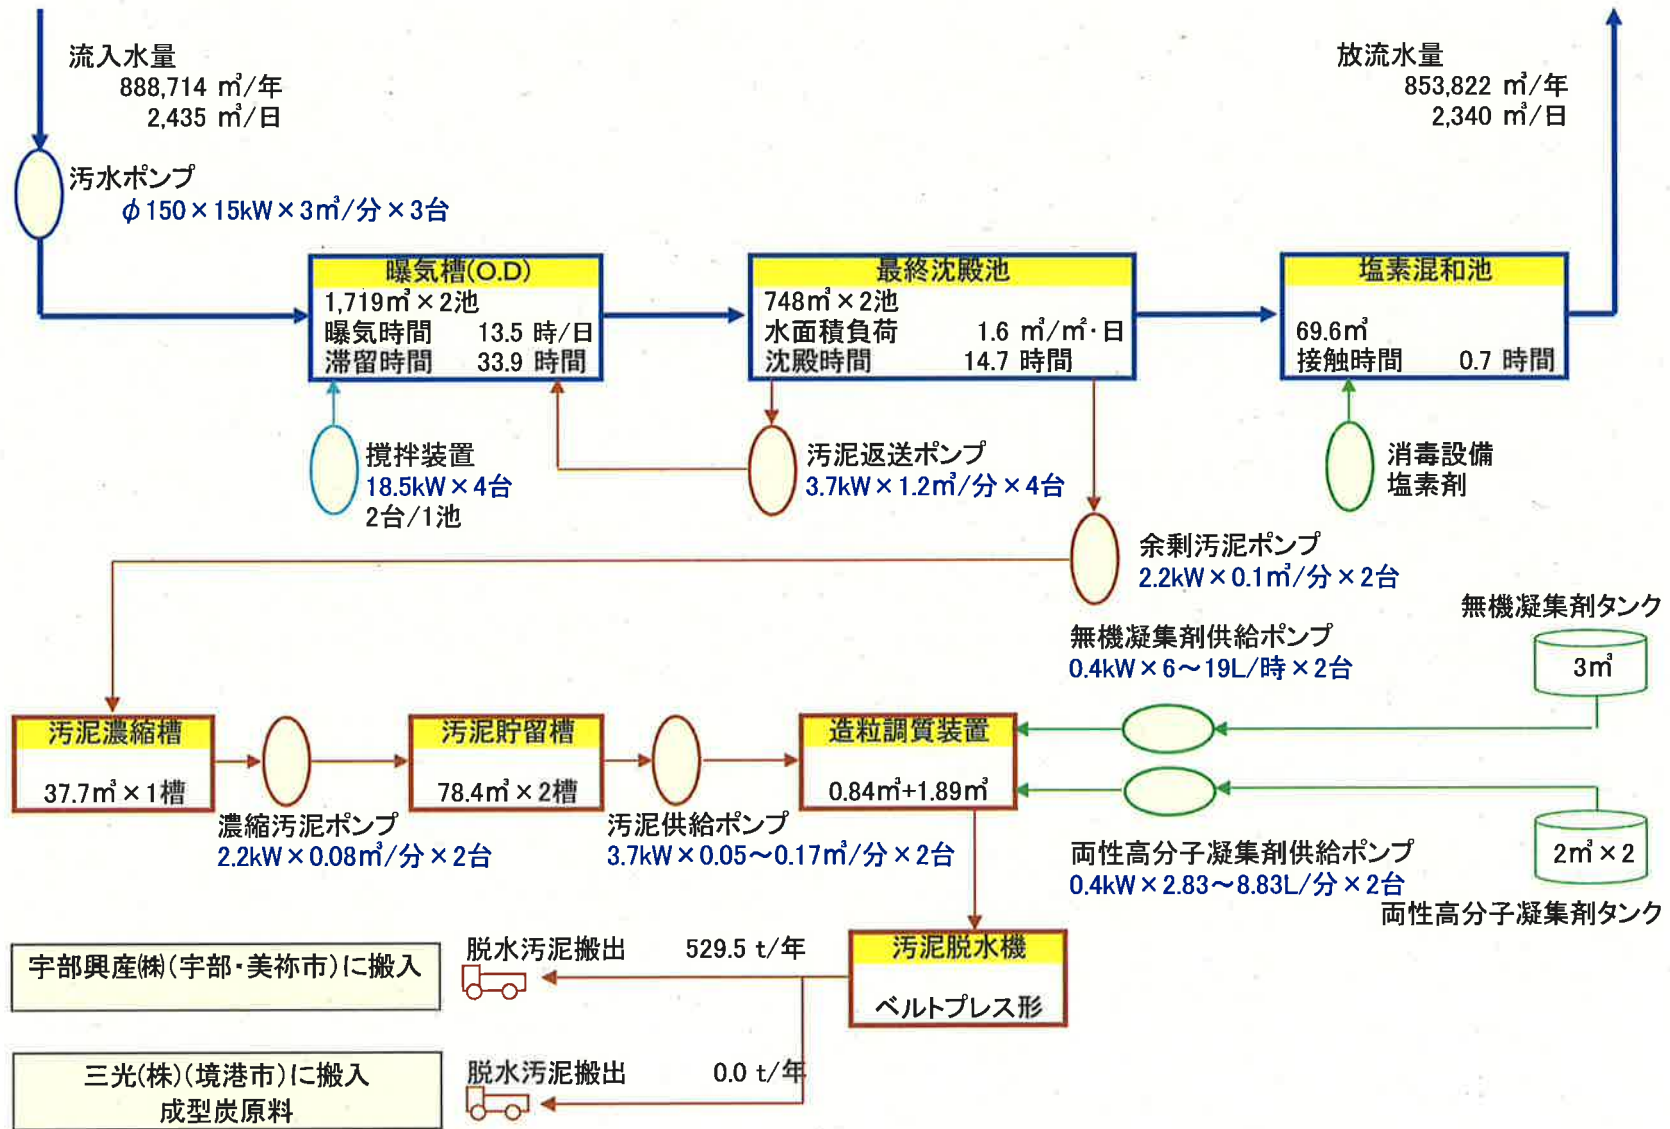 流入水量
888,714 ㎥/年
2,435 ㎥/日
放流水量
853,822 ㎥/年
2,340 ㎥/日
汚水ポンプ
φ150×15kW×3㎥/分×3台
曝気槽(O.D)
1,719㎥×2池
曝気時間 13.5 時/日
滞留時間 33.9 時間
最終沈殿池
748㎥×2池
水面積負荷 1.6 ㎥/㎡・日
沈殿時間 14.7 時間
塩素混和池
69.6㎥
接触時間 0.7 時間
攪拌装置
18.5kW×4台
2台/1池
汚泥返送ポンプ
3.7kW×1.2㎥/分×4台
消毒設備
塩素剤
余剰汚泥ポンプ
2.2kW×0.1㎥/分×2台
無機凝集剤タンク
3㎥
無機凝集剤供給ポンプ
0.4kW×6～19L/時×2台
汚泥濃縮槽
37.7㎥×1槽
汚泥貯留槽
78.4㎥×2槽
造粒調質装置
0.84㎥+1.89㎥
濃縮汚泥ポンプ
2.2kW×0.08㎥/分×2台
汚泥供給ポンプ
3.7kW×0.05～0.17㎥/分×2台
両性高分子凝集剤供給ポンプ
0.4kW×2.83～8.83L/分×2台
2㎥×2
両性高分子凝集剤タンク
宇部興産㈱(宇部・美祢市)に搬入
脱水汚泥搬出 529.5 t/年
汚泥脱水機
ベルトプレス形
三光(株)(境港市)に搬入
成型炭原料
脱水汚泥搬出 0.0 t/年